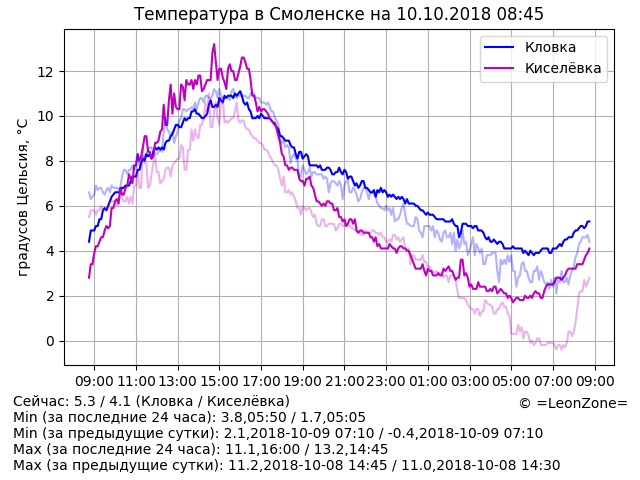 Температура в Смоленске на 10.10.2018 08:45
Кловка
Киселёвка
градусов Цельсия, °C
12
10
8
6
4
2
0
09:00 11:00 13:00 15:00 17:00 19:00 21:00 23:00 01:00 03:00 05:00 07:00 09:00
Сейчас: 5.3 / 4.1 (Кловка / Киселёвка)
© =LeonZone=
Min (за последние 24 часа): 3.8,05:50 / 1.7,05:05
Min (за предыдущие сутки): 2.1,2018-10-09 07:10 / -0.4,2018-10-09 07:10
Max (за последние 24 часа): 11.1,16:00 / 13.2,14:45
Max (за предыдущие сутки): 11.2,2018-10-08 14:45 / 11.0,2018-10-08 14:30